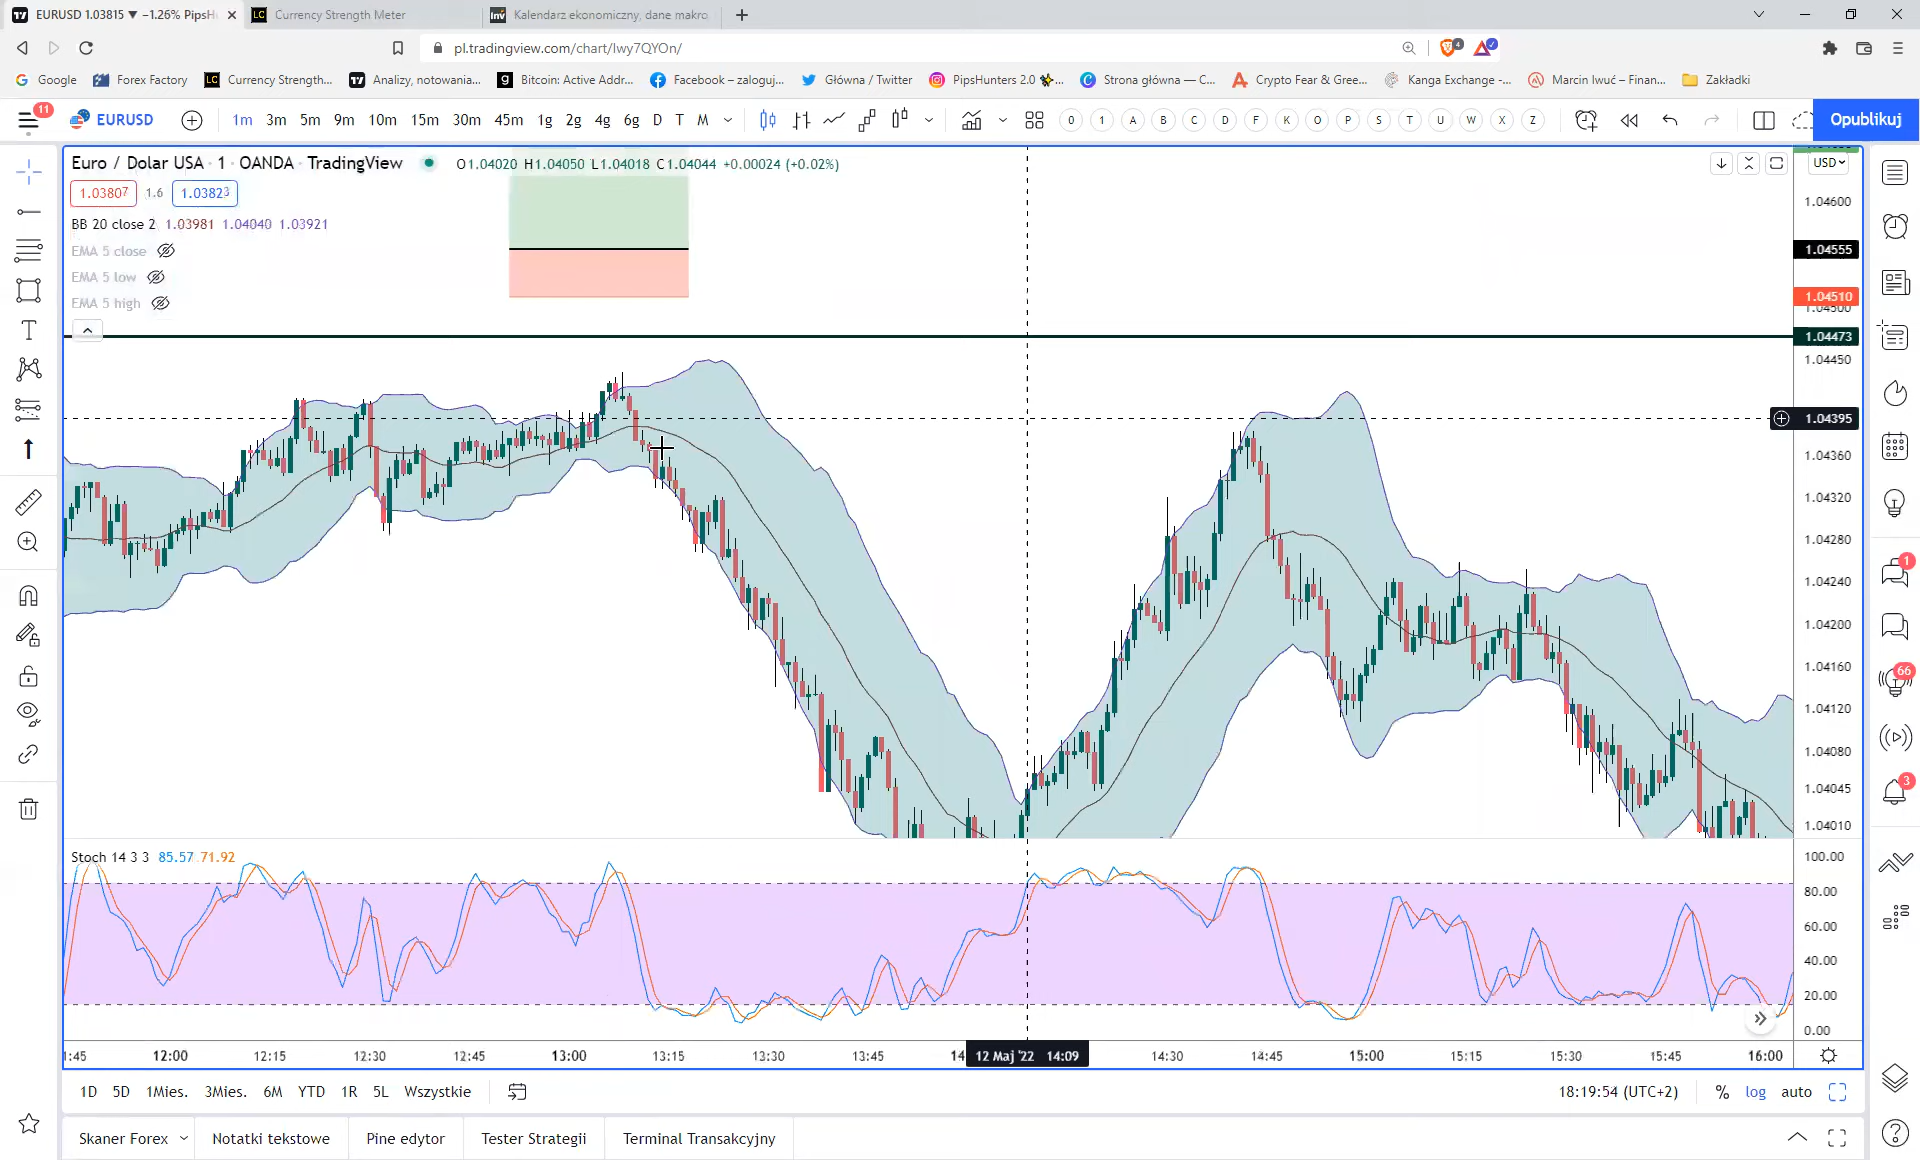 EURUSD 1.03815 ▼ −1.26% PipsH
Currency Strength Meter
Kalendarz ekonomiczny, dane makro
pl.tradingview.com/chart/Iwy7QYOn/
4
Google
Forex Factory
Currency Strength...
Analizy, notowania...
Bitcoin: Active Addr...
Facebook – zaloguj...
Główna / Twitter
PipsHunters 2.0
Strona główna — C...
Crypto Fear & Gree...
Kanga Exchange -...
Marcin Iwuć – Finan...
Zakładki
11
EURUSD
1m 3m 5m 9m 10m 15m 30m 45m 1g 2g 4g 6g D T M
0 1 A B C D F K O P S T U W X Z
Opublikuj
Euro / Dolar USA · 1 · OANDA · TradingView
O1.04020 H1.04050 L1.04018 C1.04044 +0.00024 (+0.02%)
USD
1.03807 1.6 1.03823
BB 20 close 2 1.03981 1.04040 1.03921
EMA 5 close
EMA 5 low
EMA 5 high
1.04600
1.04555
1.04510
1.04500
1.04473
1.04450
1.04395
1.04360
1.04320
1.04280
1.04240
1.04200
1.04160
1.04120
1.04080
1.04045
1.04010
1
66
3
Stoch 14 3 3 85.57 71.92
100.00
80.00
60.00
40.00
20.00
0.00
1:45 12:00 12:15 12:30 12:45 13:00 13:15 13:30 13:45 14 12 Maj '22 14:09 14:30 14:45 15:00 15:15 15:30 15:45 16:00
1D 5D 1Mies. 3Mies. 6M YTD 1R 5L Wszystkie
18:19:54 (UTC+2) % log auto
Skaner Forex Notatki tekstowe Pine edytor Tester Strategii Terminal Transakcyjny